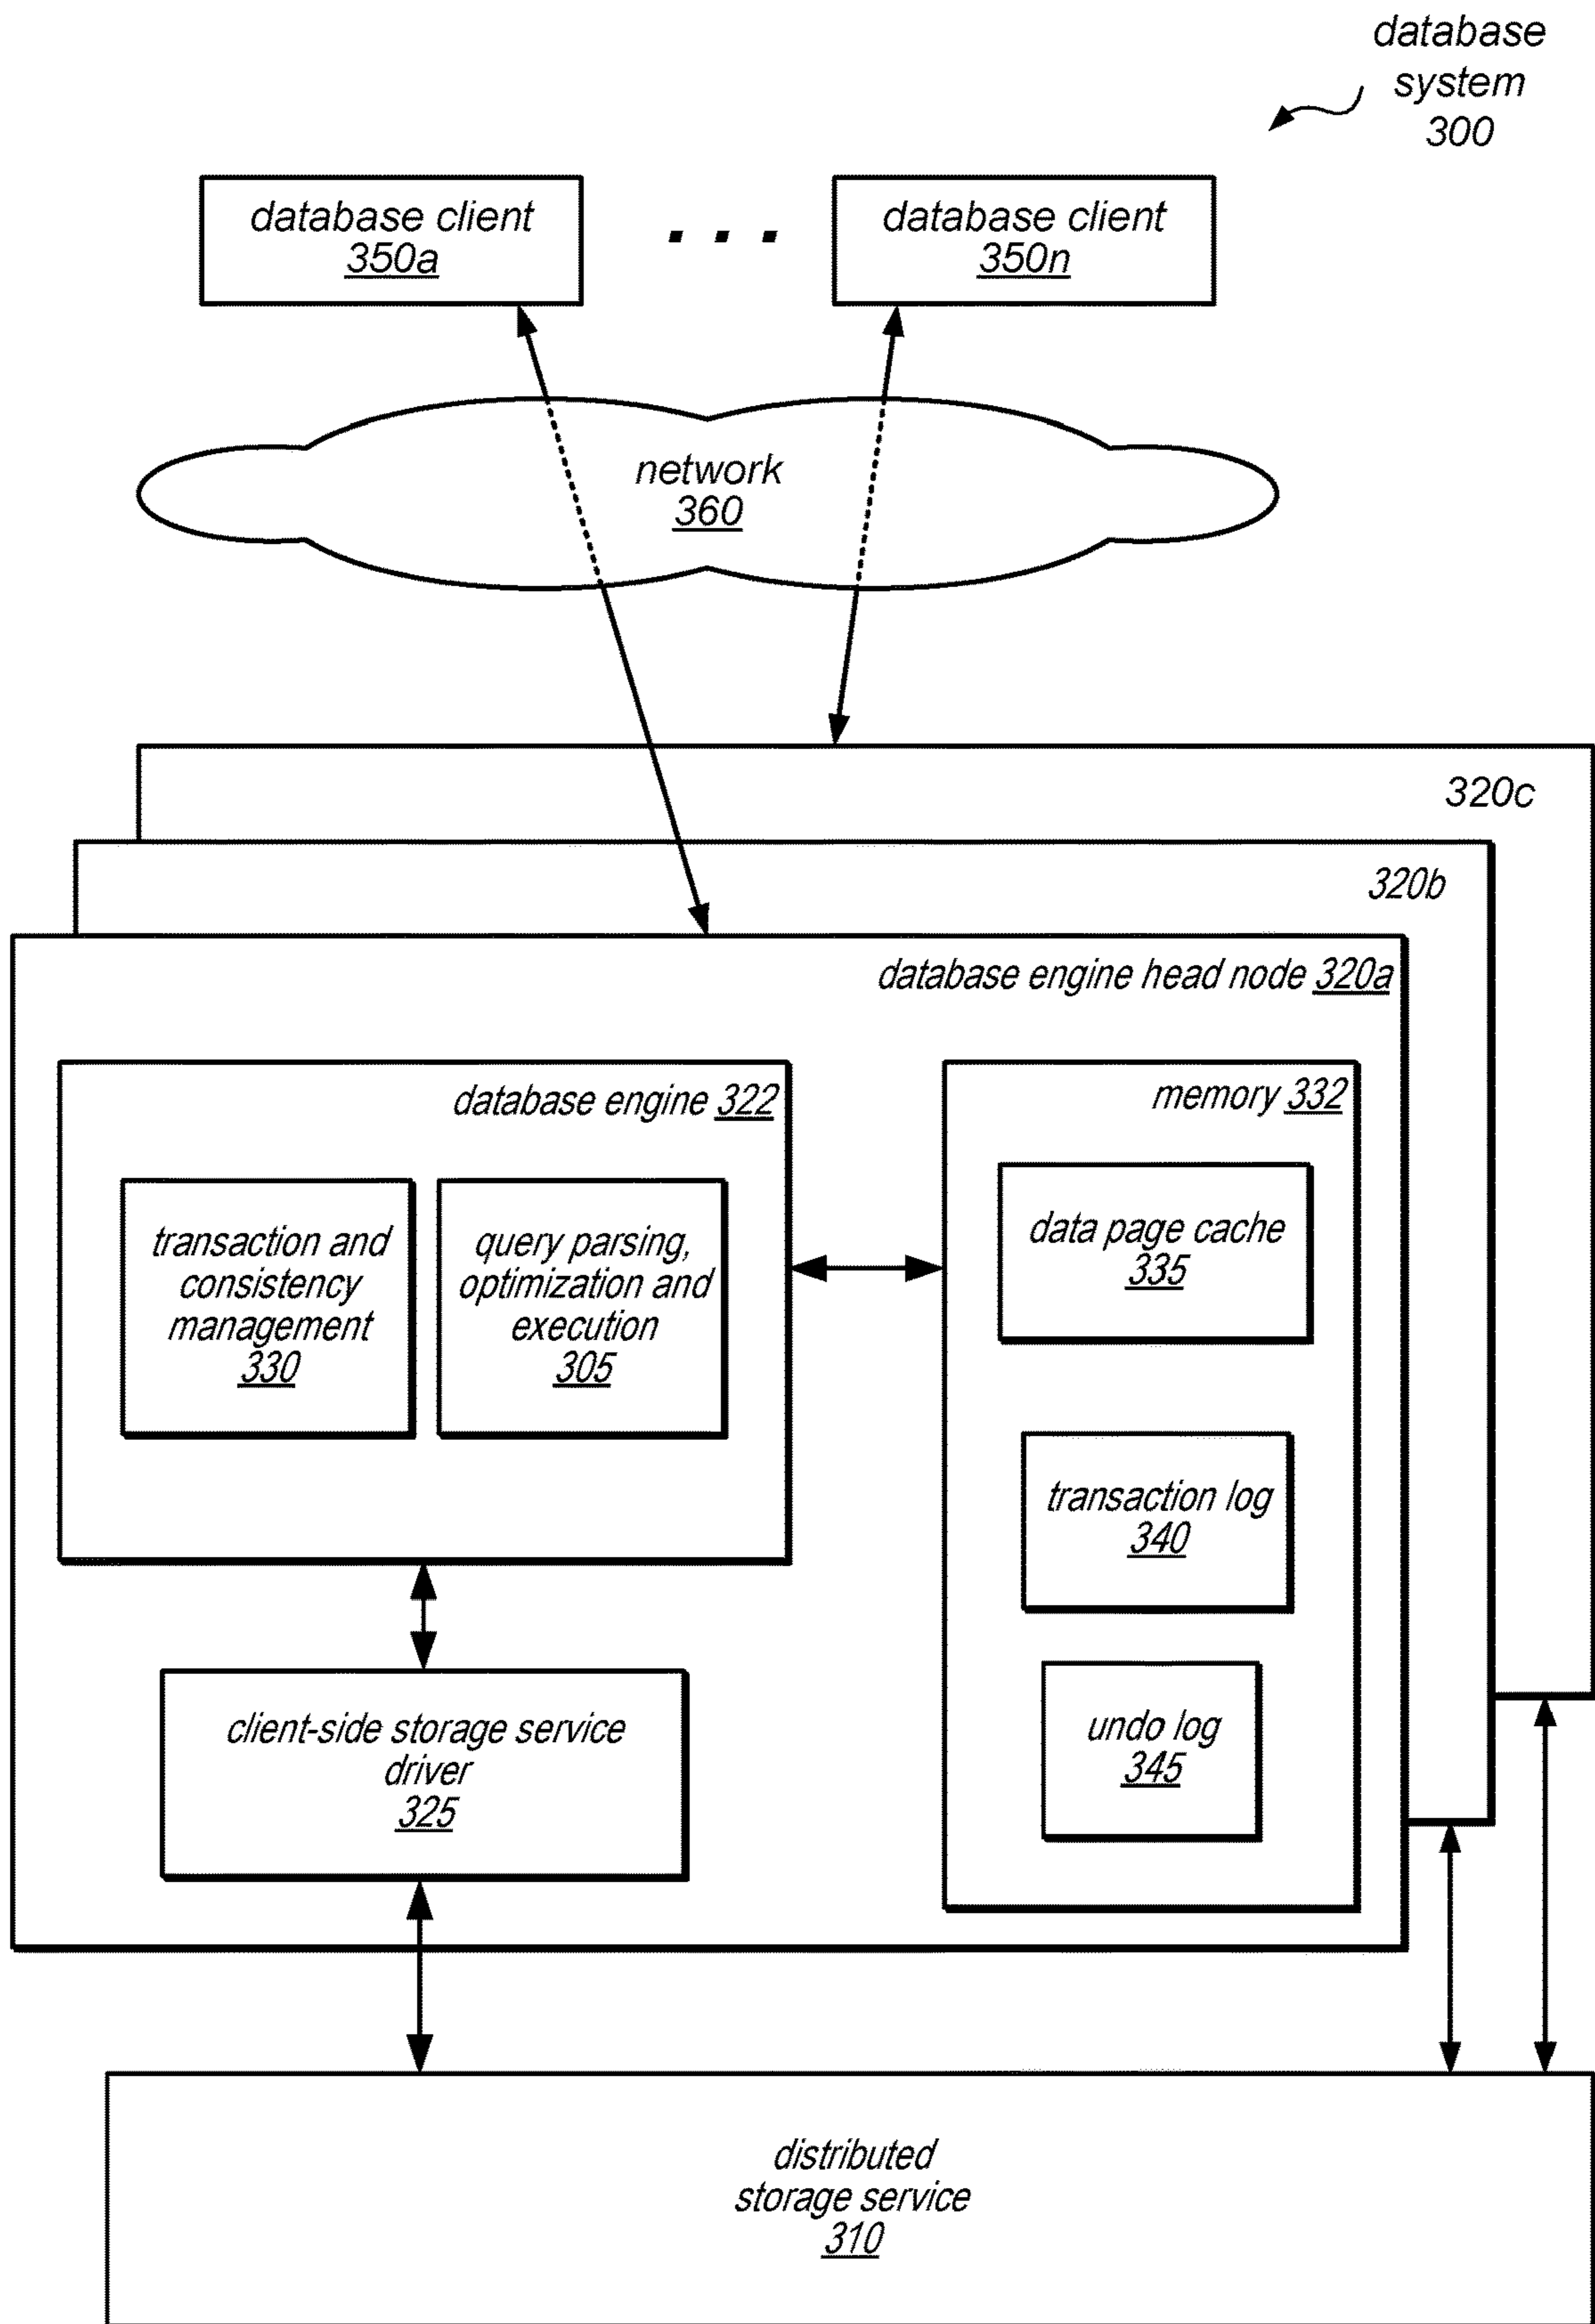 database
system
300
database client
350a
. . .
database client
350n
network
360
320c
320b
database engine head node 320a
database engine 322
memory 332
transaction and
consistency
management
330
query parsing,
optimization and
execution
305
data page cache
335
transaction log
340
undo log
345
client-side storage service
driver
325
distributed
storage service
310